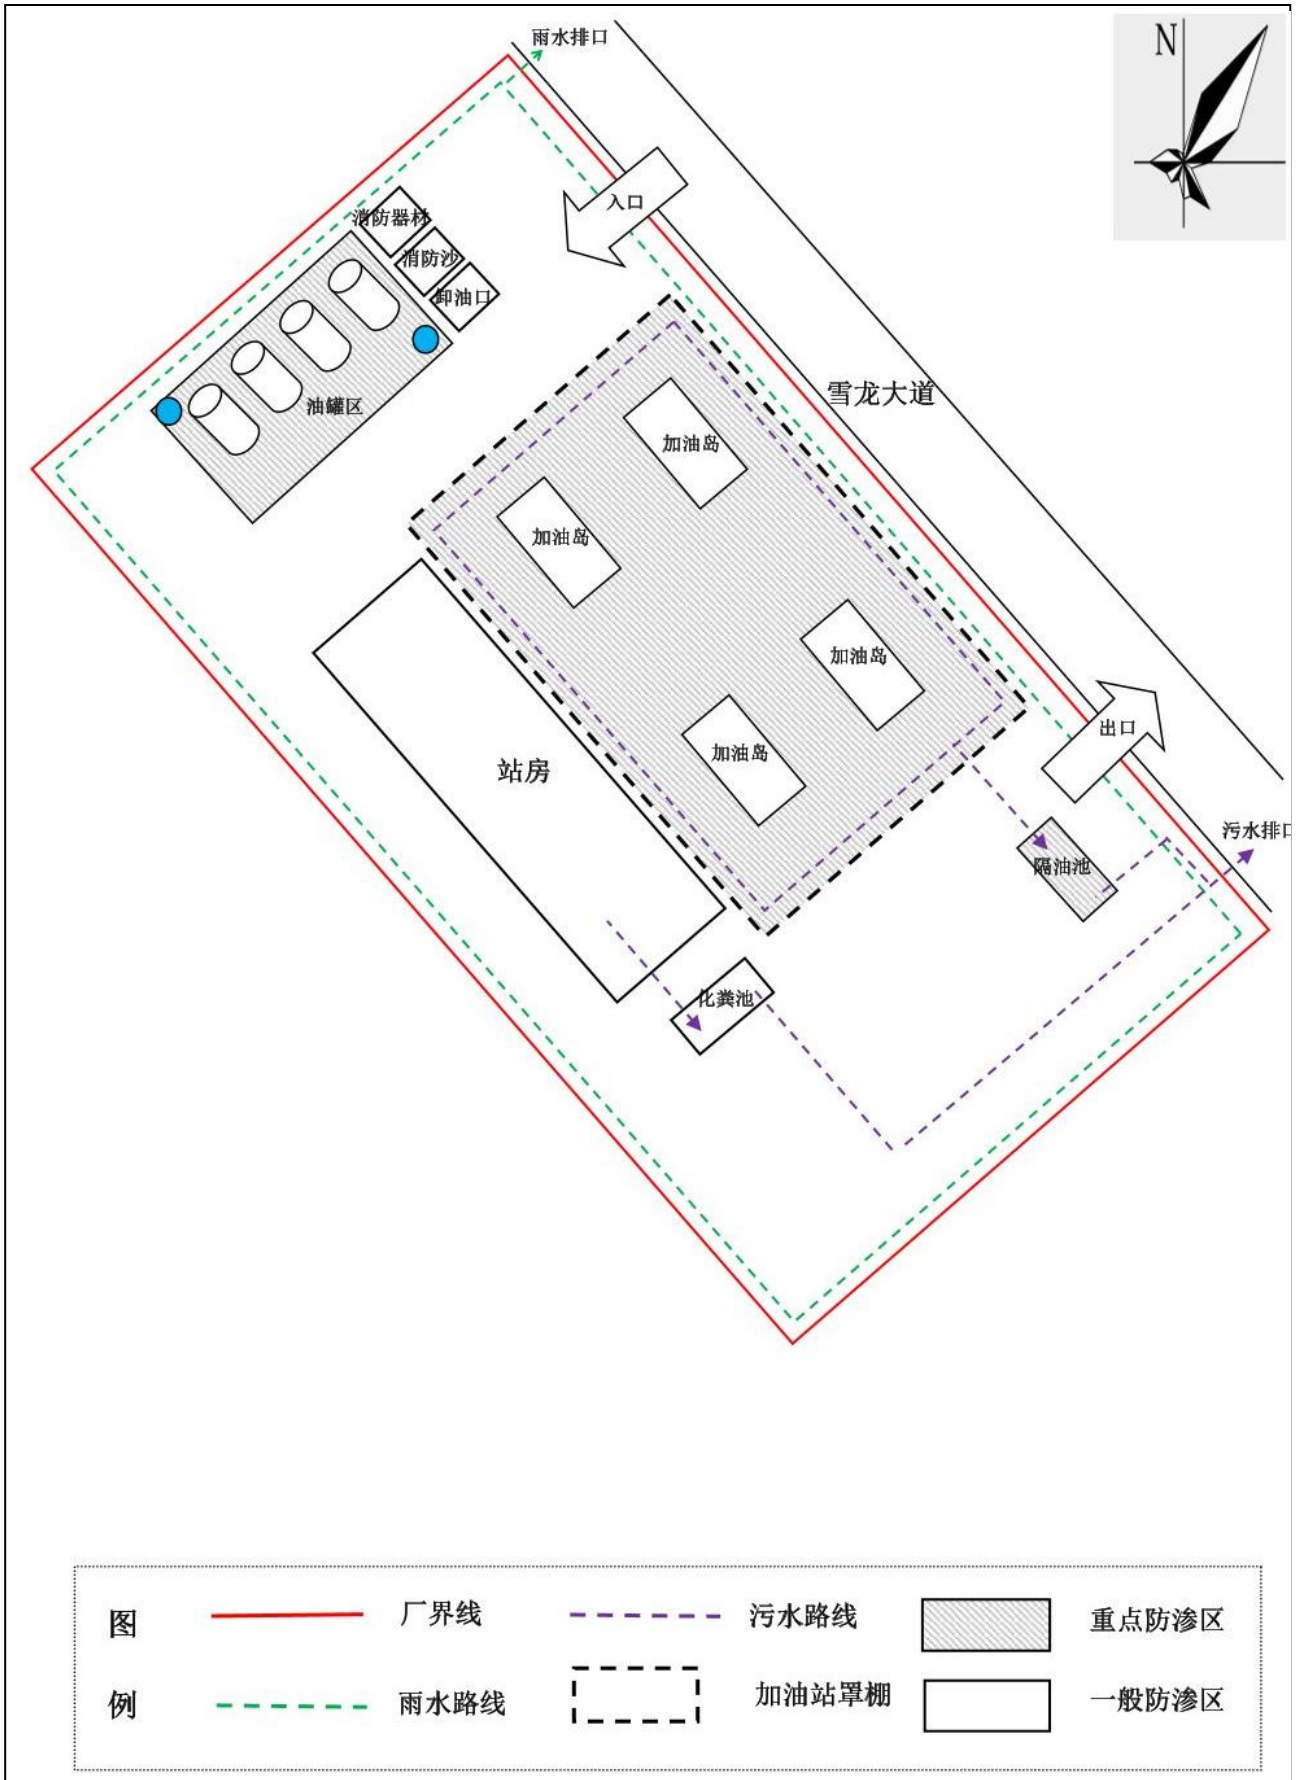 雨水排口
N
入口
消防器材
消防沙
卸油口
油罐区
雪龙大道
加油岛
加油岛
加油岛
加油岛
站房
出口
污水排口
隔油池
化粪池
图例
厂界线
污水路线
重点防渗区
雨水路线
加油站罩棚
一般防渗区